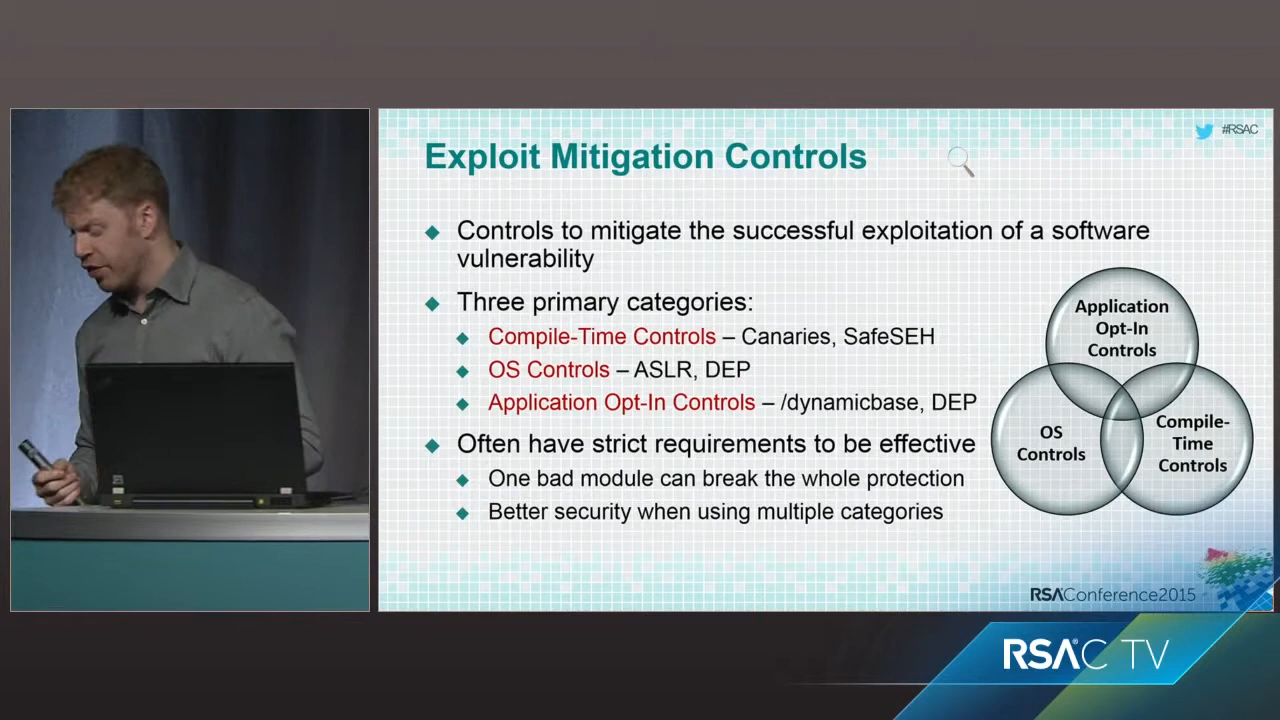 #RSAC
Exploit Mitigation Controls
Controls to mitigate the successful exploitation of a software
vulnerability
Three primary categories:
Compile-Time Controls – Canaries, SafeSEH
OS Controls – ASLR, DEP
Application Opt-In Controls – /dynamicbase, DEP
Often have strict requirements to be effective
One bad module can break the whole protection
Better security when using multiple categories
Application
Opt-In
Controls
OS
Controls
Compile-
Time
Controls
RSAConference2015
RSAC TV